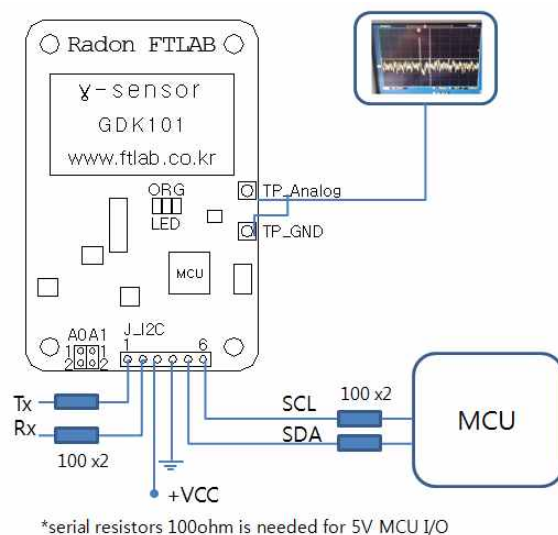 Radon FTLAB
γ-sensor
GDK101
www.ftlab.co.kr
ORG
LED
TP_Analog
TP_GND
MCU
A0A1
1 1
2 2
J_I2C
1 6
Tx
Rx
100 x2
+VCC
SCL
SDA
100 x2
MCU
*serial resistors 100ohm is needed for 5V MCU I/O